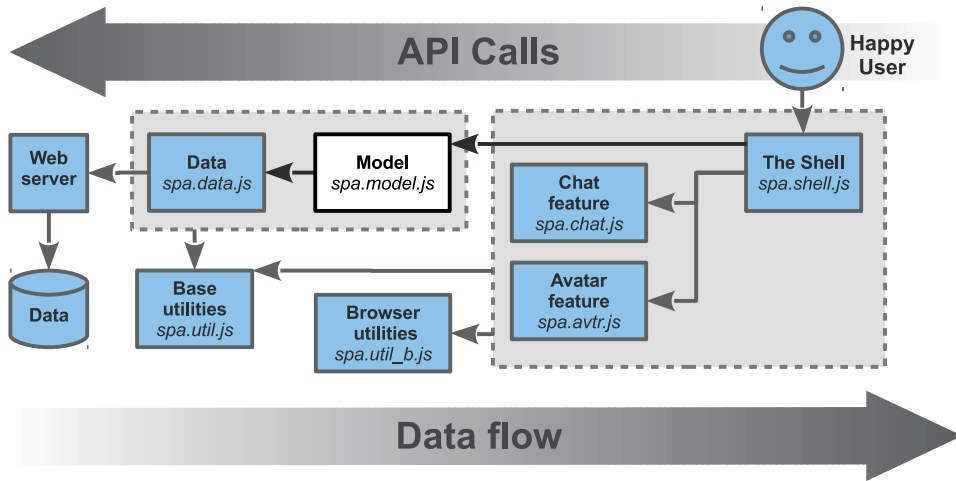 API Calls
Happy
User
Web
server
Data
spa.data.js
Model
spa.model.js
The Shell
spa.shell.js
Chat
feature
spa.chat.js
Data
Base
utilities
spa.util.js
Browser
utilities
spa.util_b.js
Avatar
feature
spa.avtr.js
Data flow